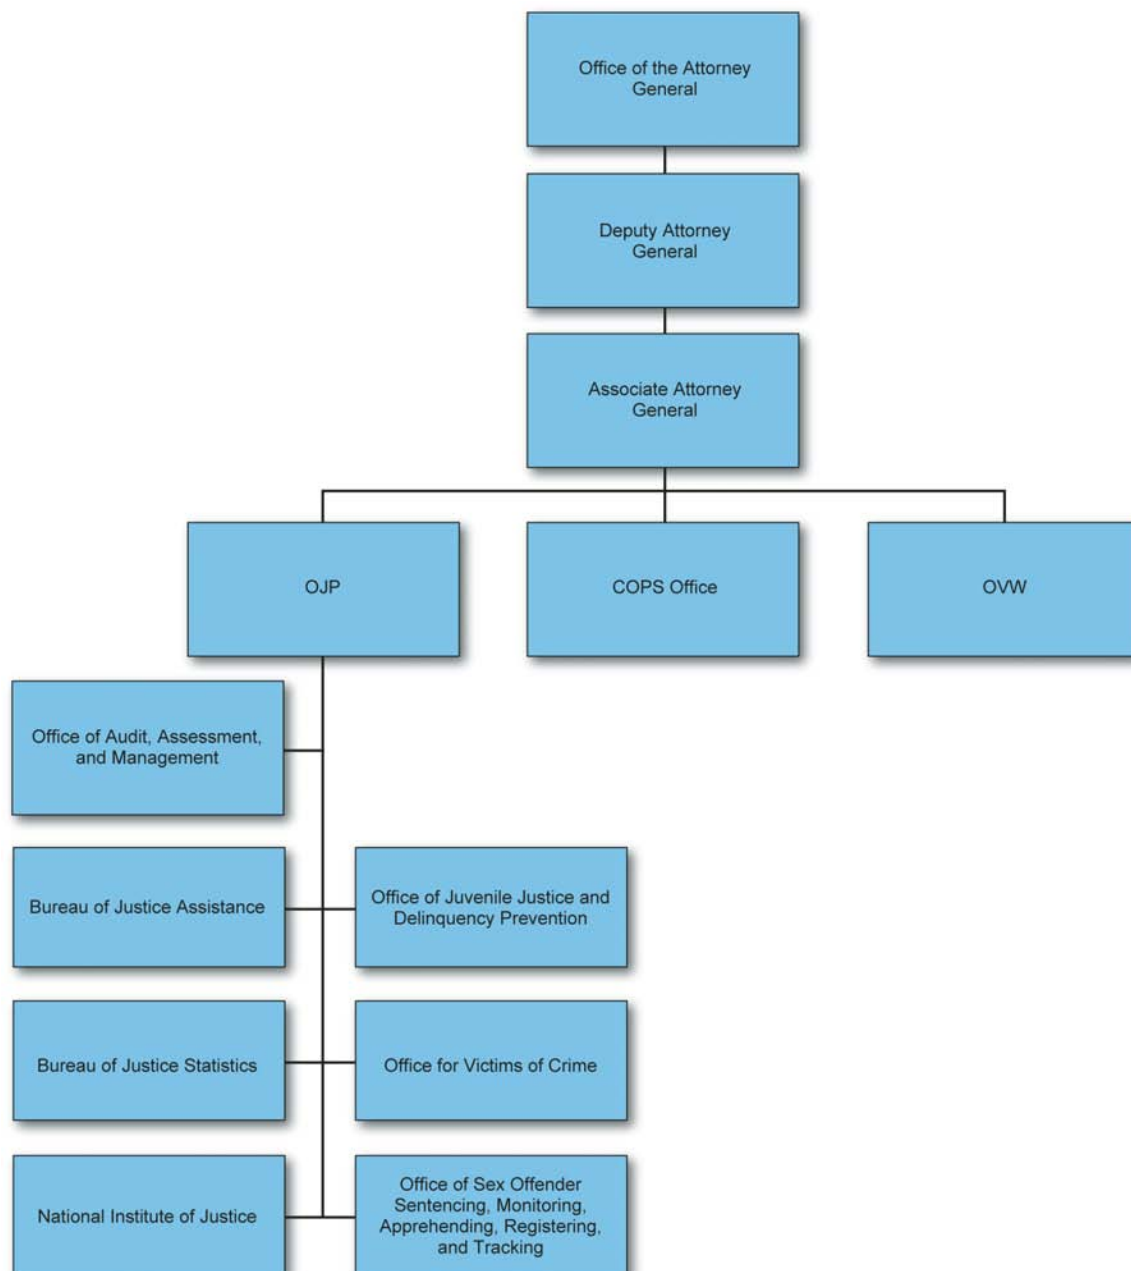 Office of the Attorney
General
Deputy Attorney
General
Associate Attorney
General
OJP
COPS Office
OVW
Office of Audit, Assessment,
and Management
Bureau of Justice Assistance
Office of Juvenile Justice and
Delinquency Prevention
Bureau of Justice Statistics
Office for Victims of Crime
National Institute of Justice
Office of Sex Offender
Sentencing, Monitoring,
Apprehending, Registering,
and Tracking